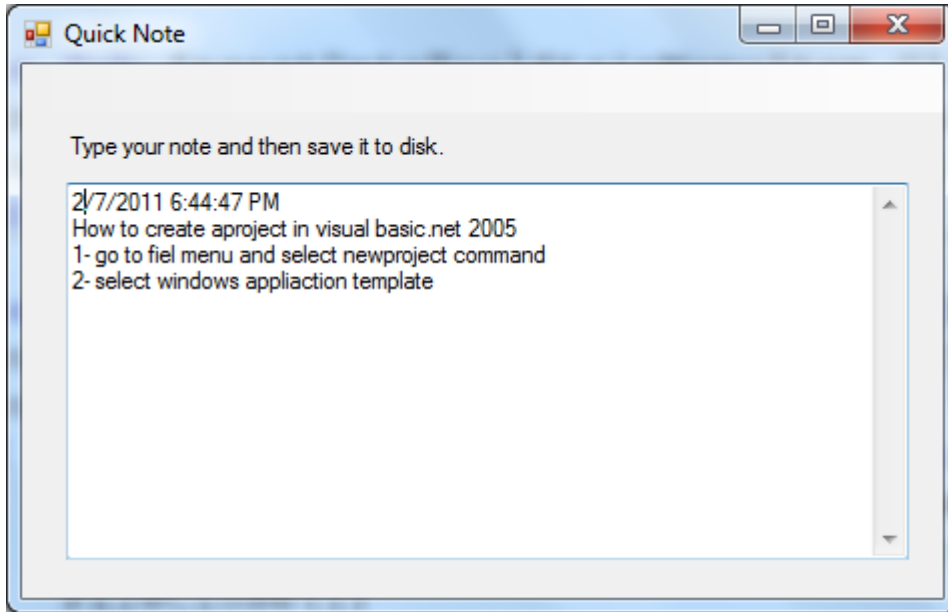 Quick Note
Type your note and then save it to disk.
2/7/2011 6:44:47 PM
How to create aproject in visual basic.net 2005
1- go to fiel menu and select newproject command
2- select windows appliaction template